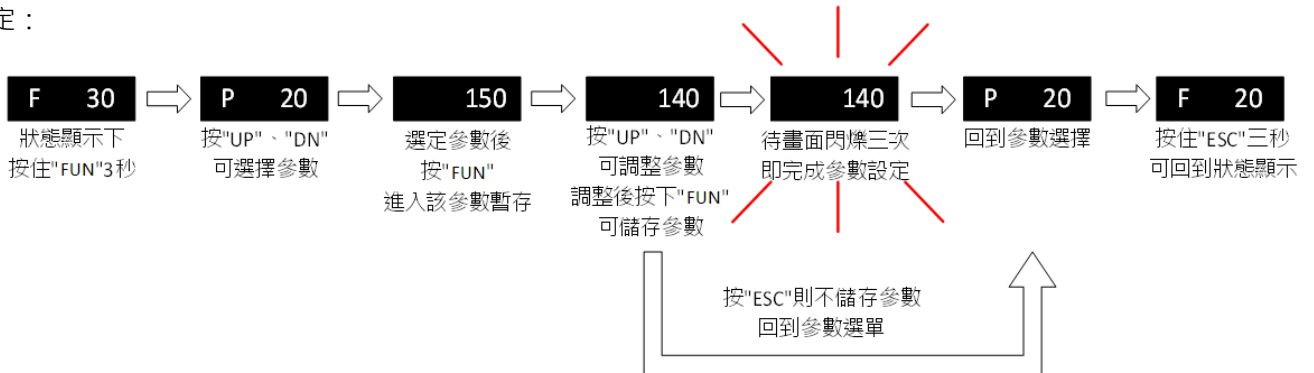 定：
F 30
狀態顯示下
按住"FUN"3秒
P 20
按"UP"、"DN"
可選擇參數
150
選定參數後
按"FUN"
進入該參數暫存
140
按"UP"、"DN"
可調整參數
調整後按下"FUN"
可儲存參數
140
待畫面閃爍三次
即完成參數設定
P 20
回到參數選擇
F 20
按住"ESC"三秒
可回到狀態顯示
按"ESC"則不儲存參數
回到參數選單